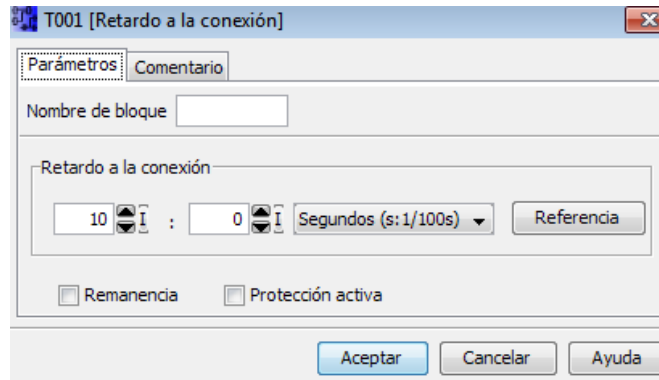 T001 [Retardo a la conexión]
Parámetros Comentario
Nombre de bloque
Retardo a la conexión
10 : 0 Segundos (s:1/100s) Referencia
Remanencia Protección activa
Aceptar Cancelar Ayuda